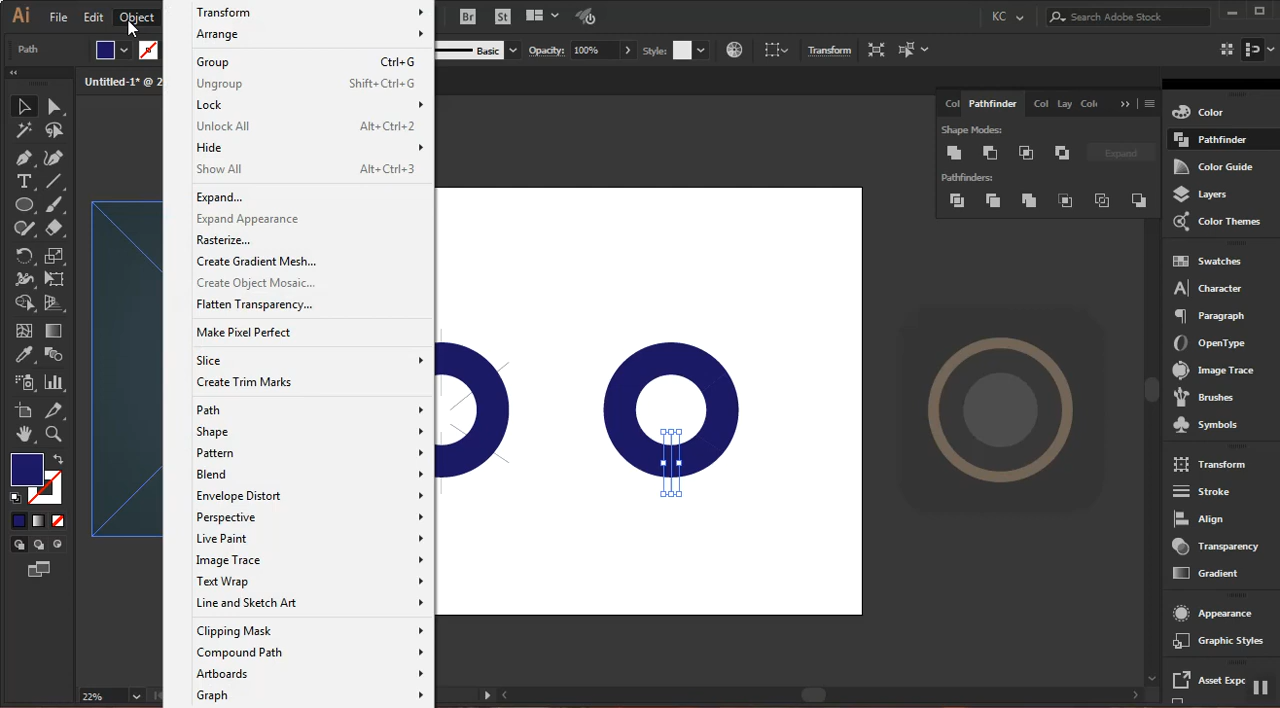 Ai File Edit Object
Br St
KC Search Adobe Stock
Path
Basic Opacity: 100% Style:
Transform
Untitled-1* @ 2
Transform
Arrange
Group Ctrl+G
Ungroup Shift+Ctrl+G
Lock
Unlock All Alt+Ctrl+2
Hide
Show All Alt+Ctrl+3
Expand...
Expand Appearance
Rasterize...
Create Gradient Mesh...
Create Object Mosaic...
Flatten Transparency...
Make Pixel Perfect
Slice
Create Trim Marks
Path
Shape
Pattern
Blend
Envelope Distort
Perspective
Live Paint
Image Trace
Text Wrap
Line and Sketch Art
Clipping Mask
Compound Path
Artboards
Graph
22%
Col Pathfinder Col Lay Colo
Shape Modes:
Expand
Pathfinders:
Color
Pathfinder
Color Guide
Layers
Color Themes
Swatches
Character
Paragraph
OpenType
Image Trace
Brushes
Symbols
Transform
Stroke
Align
Transparency
Gradient
Appearance
Graphic Styles
Asset Expo